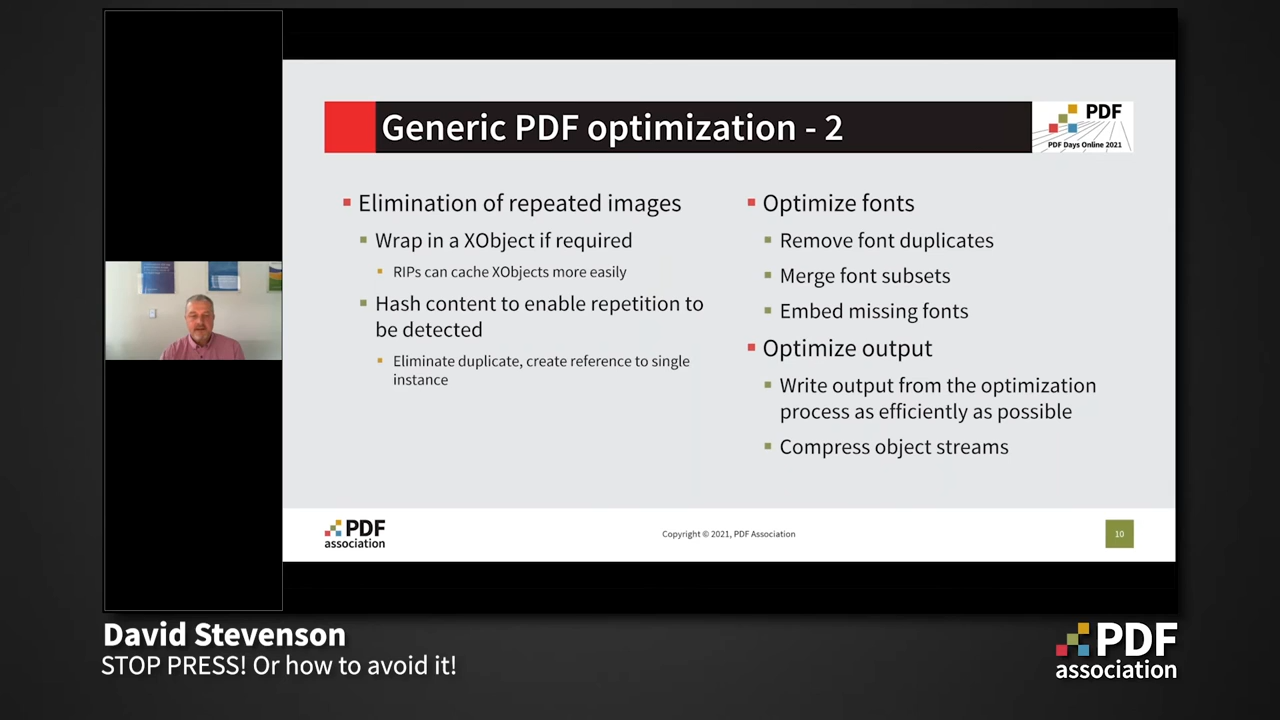 Generic PDF optimization - 2
PDF
PDF Days Online 2021
Elimination of repeated images
Wrap in a XObject if required
RIPs can cache XObjects more easily
Hash content to enable repetition to
be detected
Eliminate duplicate, create reference to single
instance
Optimize fonts
Remove font duplicates
Merge font subsets
Embed missing fonts
Optimize output
Write output from the optimization
process as efficiently as possible
Compress object streams
PDF
association
Copyright © 2021, PDF Association
10
David Stevenson
STOP PRESS! Or how to avoid it!
PDF
association